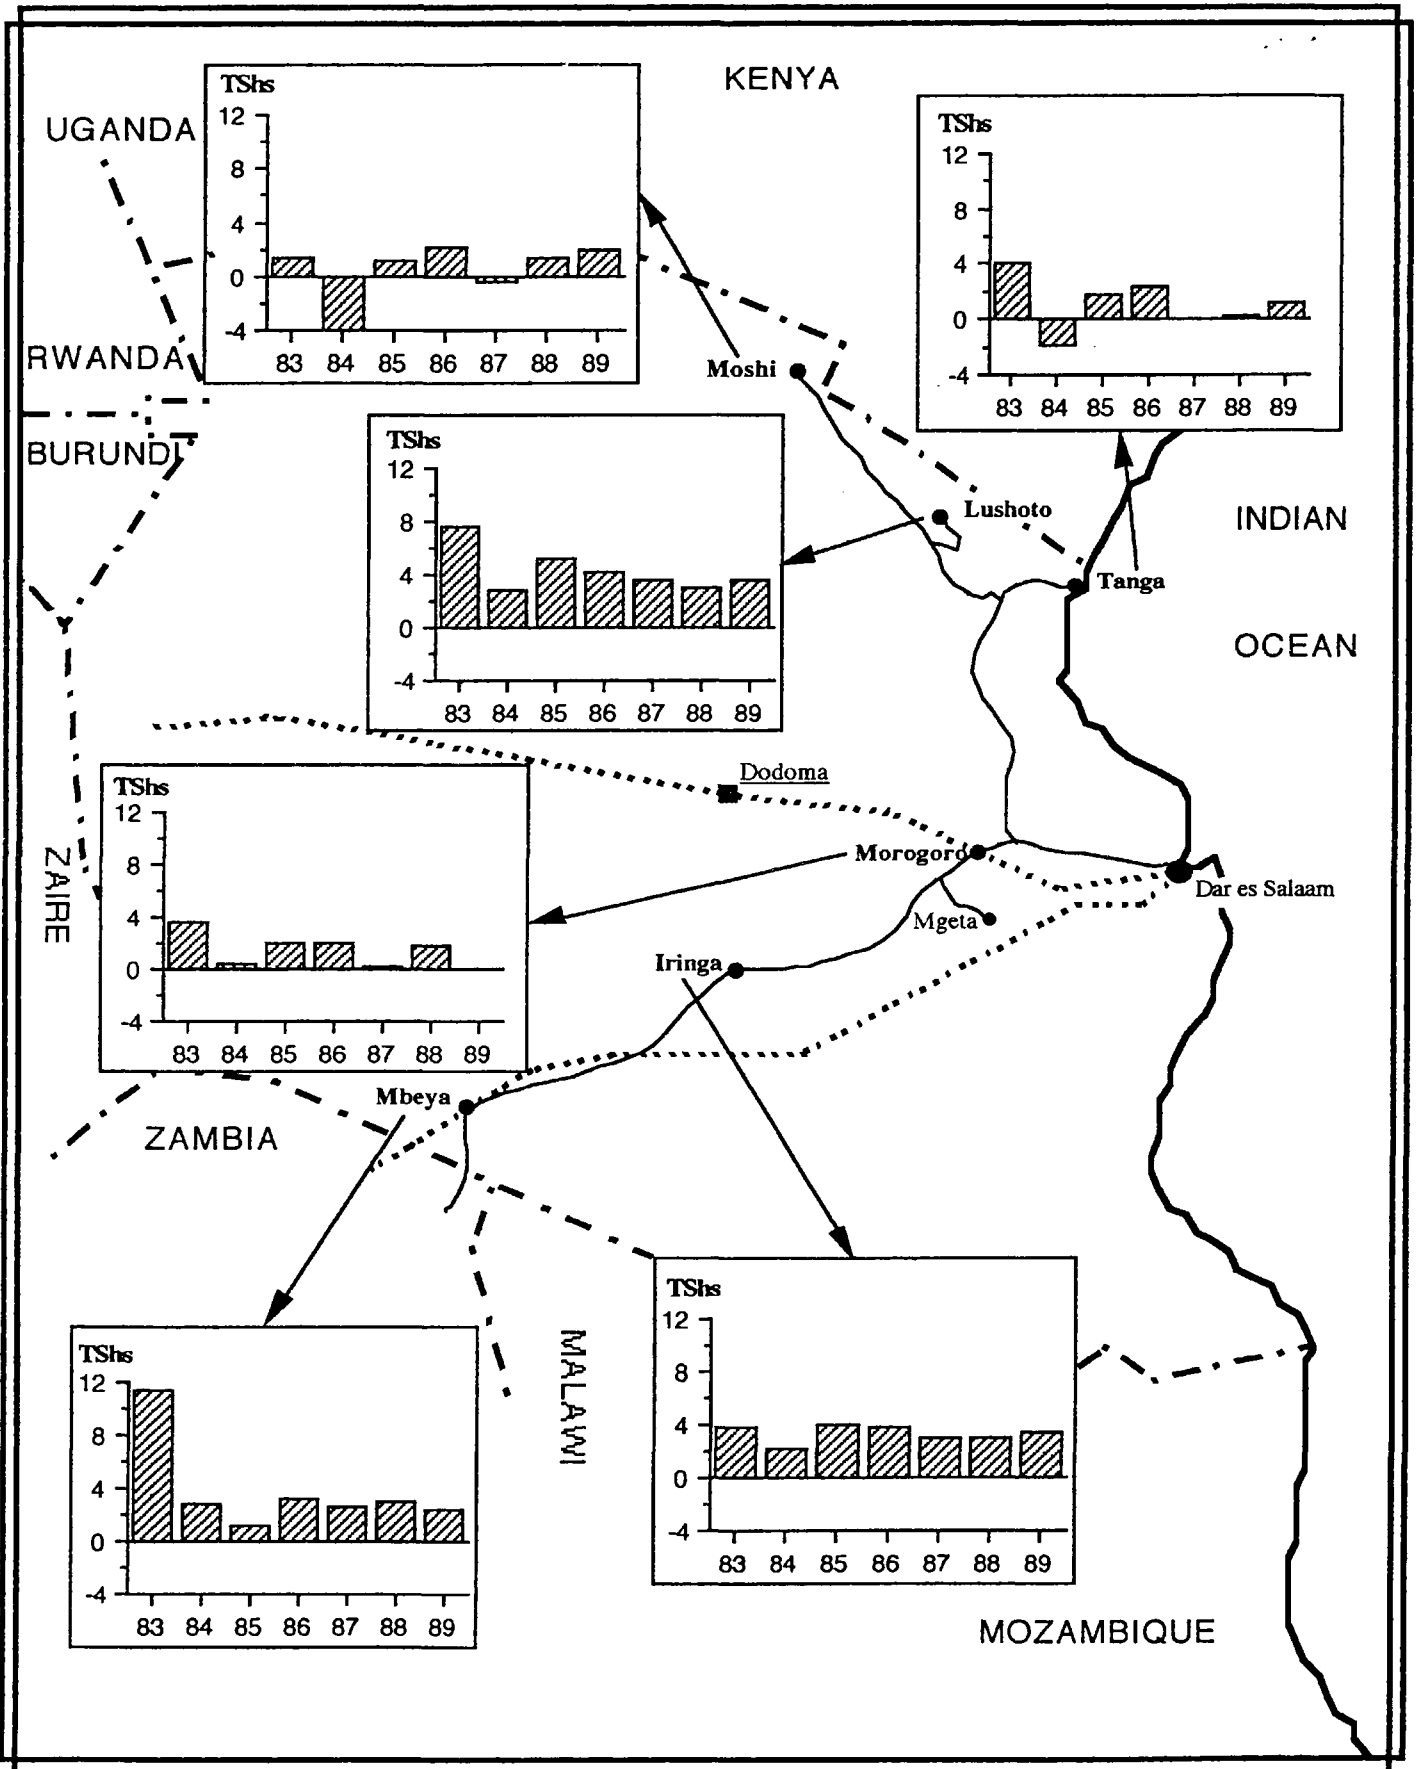 KENYA
UGANDA
TShs
12
8
4
0
-4
83 84 85 86 87 88 89
TShs
12
8
4
0
-4
83 84 85 86 87 88 89
RWANDA
Moshi
BURUNDI
TShs
12
8
4
0
-4
83 84 85 86 87 88 89
Lushoto
INDIAN
Tanga
OCEAN
Dodoma
TShs
12
8
4
0
-4
83 84 85 86 87 88 89
ZAIRE
Morogoro
Dar es Salaam
Mgeta
Iringa
Mbeya
ZAMBIA
TShs
12
8
4
0
-4
83 84 85 86 87 88 89
MALAWI
TShs
12
8
4
0
-4
83 84 85 86 87 88 89
MOZAMBIQUE